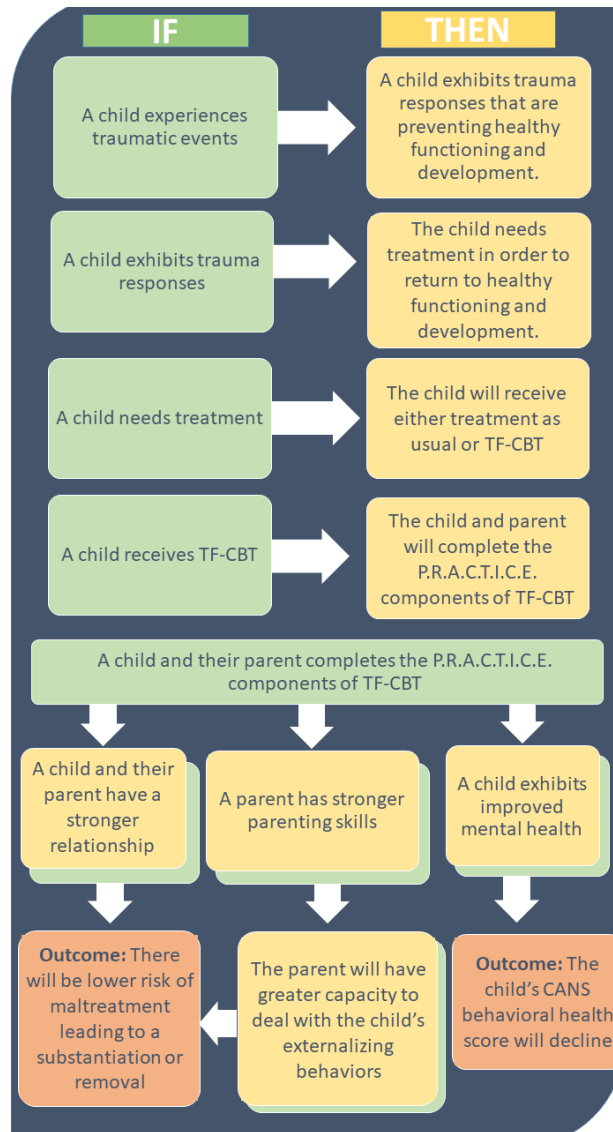 IF
THEN
A child experiences
traumatic events
A child exhibits trauma
responses that are
preventing healthy
functioning and
development.
A child exhibits trauma
responses
The child needs
treatment in order to
return to healthy
functioning and
development.
A child needs treatment
The child will receive
either treatment as
usual or TF-CBT
A child receives TF-CBT
The child and parent
will complete the
P.R.A.C.T.I.C.E.
components of TF-CBT
A child and their parent completes the P.R.A.C.T.I.C.E.
components of TF-CBT
A child and their
parent have a
stronger
relationship
A parent has stronger
parenting skills
A child exhibits
improved
mental health
Outcome: There
will be lower risk of
maltreatment
leading to a
substantiation or
removal
The parent will have
greater capacity to
deal with the child's
externalizing
behaviors
Outcome: The
child's CANS
behavioral health
score will decline